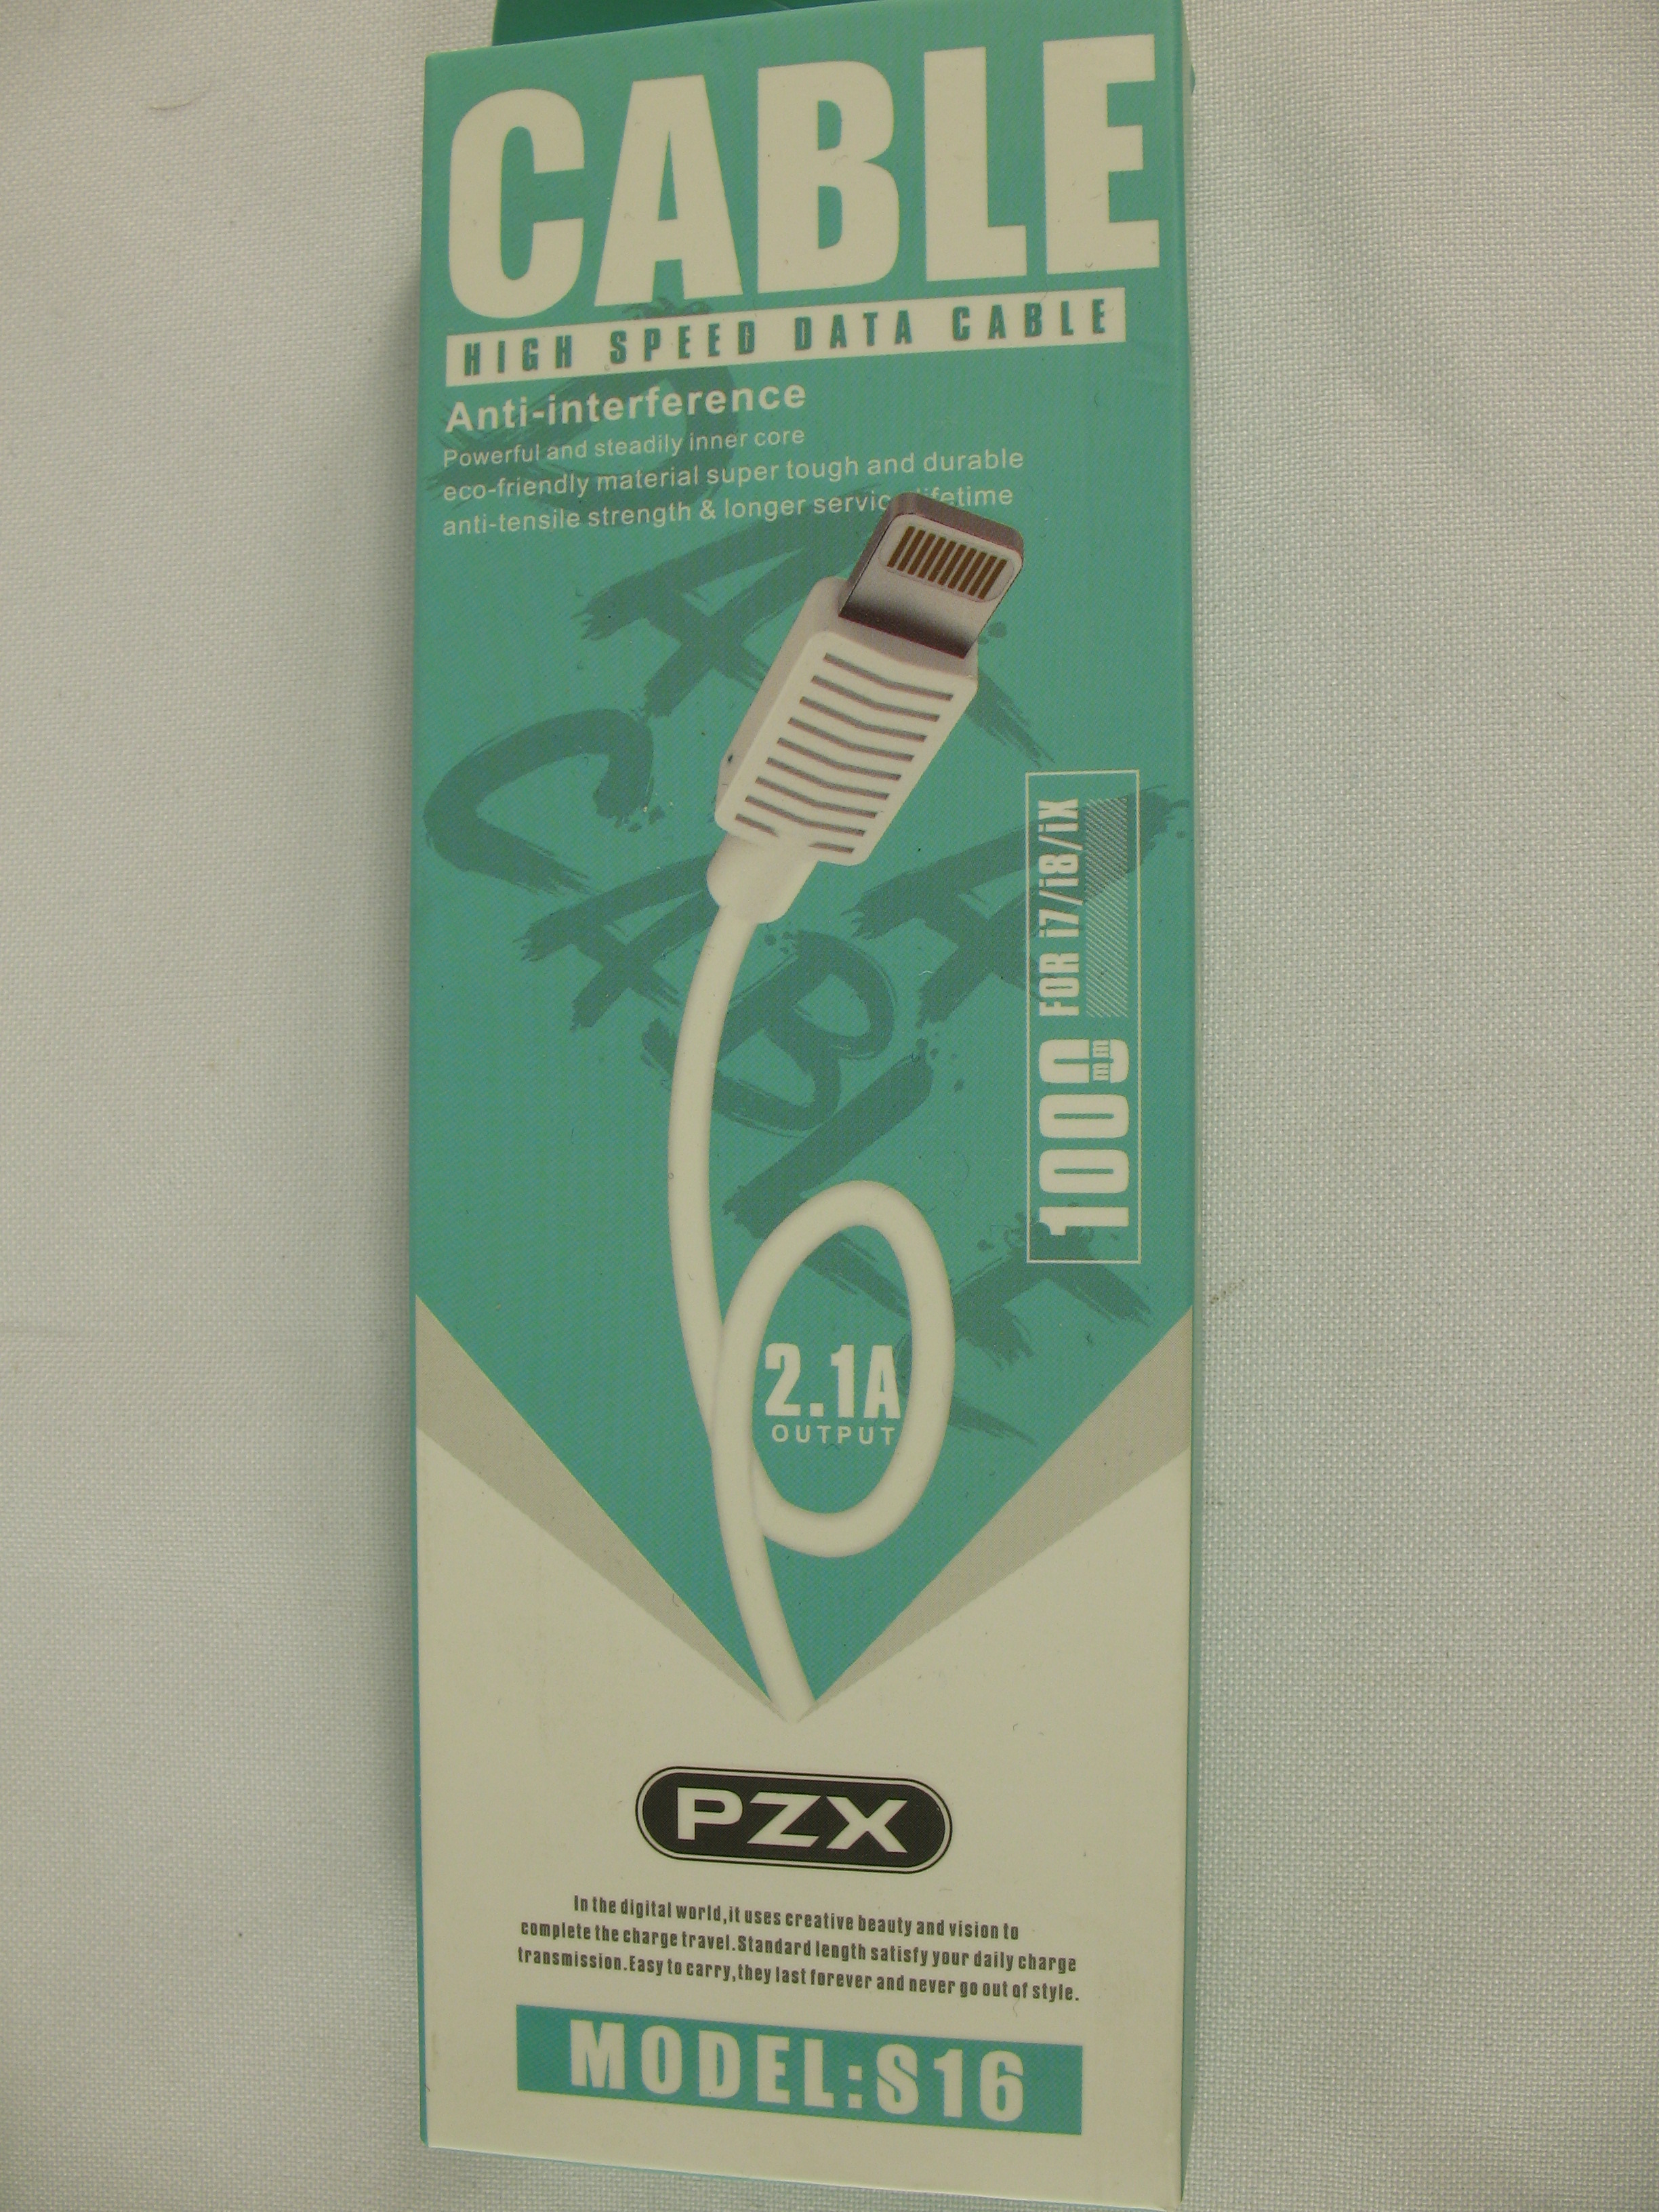 CABLE
HIGH SPEED DATA CABLE
Anti-interference
Powerful and steadily inner core
eco-friendly material super tough and durable
anti-tensile strength & longer service lifetime
DATA
CABLE
1000mm FOR i7/i8/iX
2.1A
OUTPUT
PZX
In the digital world,it uses creative beauty and vision to
complete the charge travel.Standard length satisfy your daily charge
transmission.Easy to carry,they last forever and never go out of style.
MODEL:S16